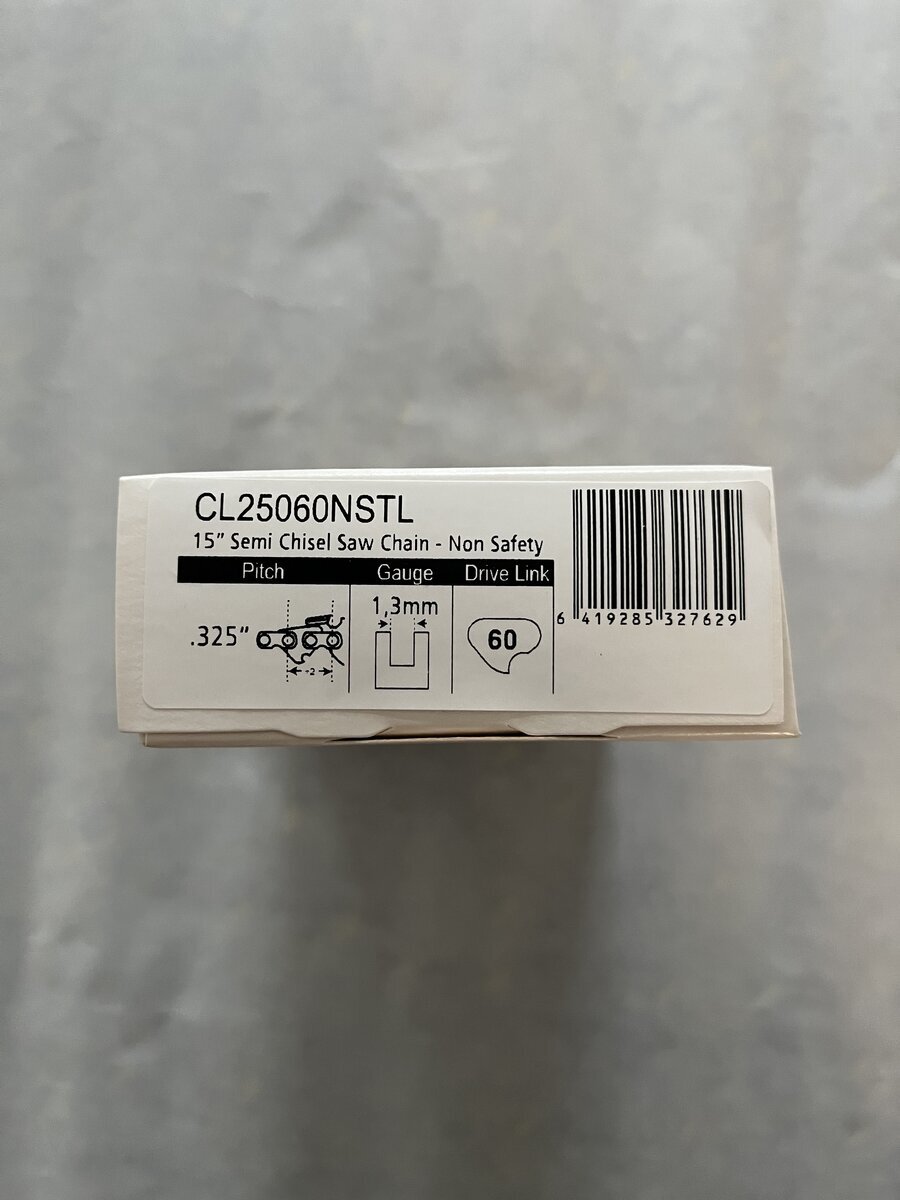 CL25060NSTL
15" Semi Chisel Saw Chain - Non Safety
Pitch Gauge Drive Link
.325" 1,3mm 60
÷2
6 419285 327629